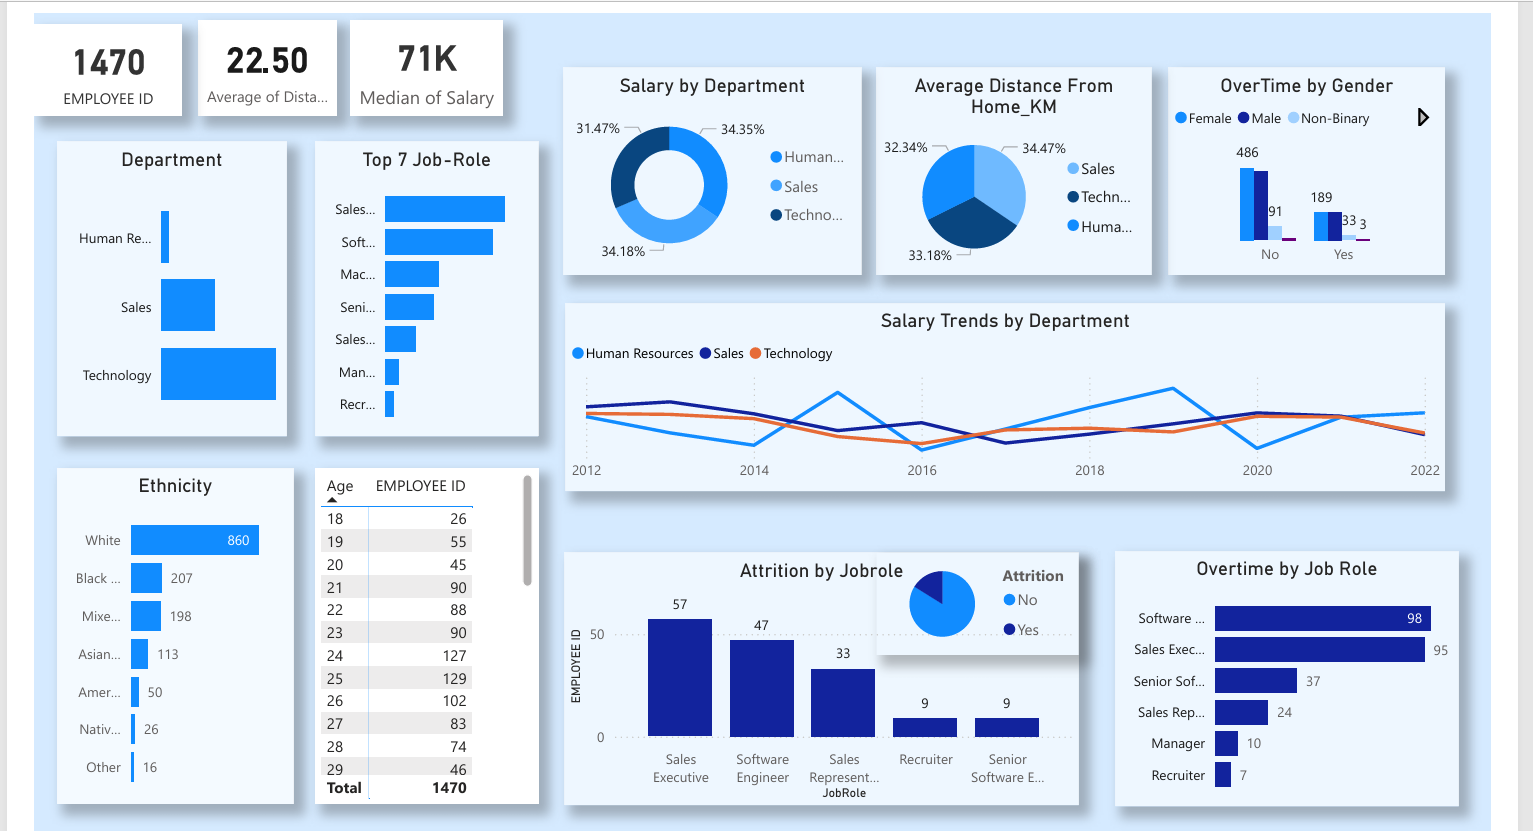 1470
EMPLOYEE ID
22.50
Average of Dista...
71K
Median of Salary
Department
Human Re...
Sales
Technology
Top 7 Job-Role
Sales...
Soft...
Mac...
Seni...
Sales...
Man...
Recr...
Salary by Department
31.47%
34.35%
34.18%
Human...
Sales
Techno...
Average Distance From
Home_KM
32.34%
34.47%
33.18%
Sales
Techn...
Huma...
OverTime by Gender
Female Male Non-Binary
486
91
189
33 3
No Yes
Salary Trends by Department
Human Resources Sales Technology
2012 2014 2016 2018 2020 2022
Ethnicity
White 860
Black ... 207
Mixe... 198
Asian... 113
Amer... 50
Nativ... 26
Other 16
Age EMPLOYEE ID
18 26
19 55
20 45
21 90
22 88
23 90
24 127
25 129
26 102
27 83
28 74
29 46
Total 1470
Attrition by Jobrole
Attrition
No
Yes
EMPLOYEE ID
50
0
57
47
33
9
9
Sales
Executive
Software
Engineer
Sales
Represent...
Recruiter
Senior
Software E...
JobRole
Overtime by Job Role
Software ... 98
Sales Exec... 95
Senior Sof... 37
Sales Rep... 24
Manager 10
Recruiter 7